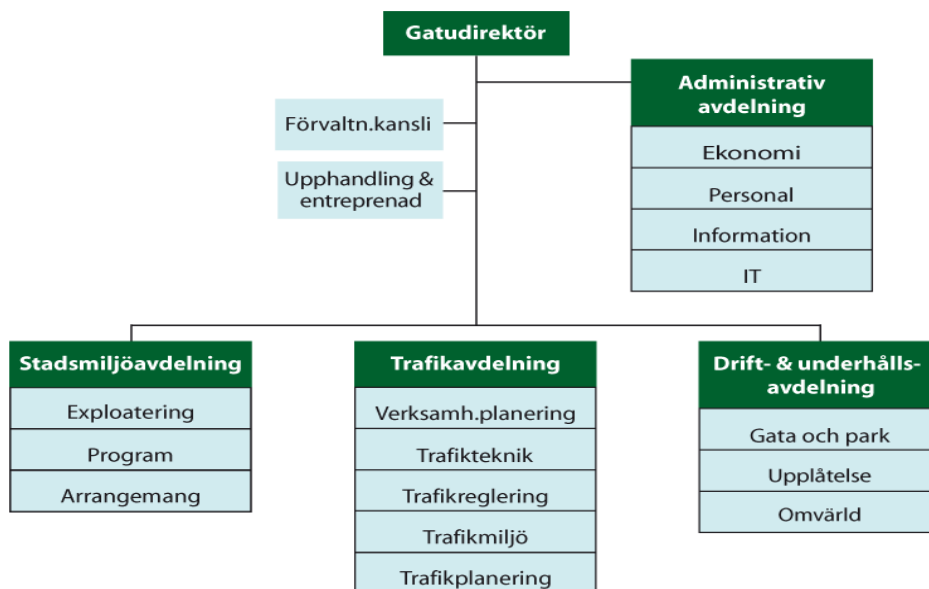 Gatudirektör
Administrativ
avdelning
Förvaltn.kansli
Ekonomi
Upphandling &
entreprenad
Personal
Information
IT
Stadsmiljöavdelning
Exploatering
Program
Arrangemang
Trafikavdelning
Verksamh.planering
Trafikteknik
Trafikreglering
Trafikmiljö
Trafikplanering
Drift- & underhålls-
avdelning
Gata och park
Upplåtelse
Omvärld